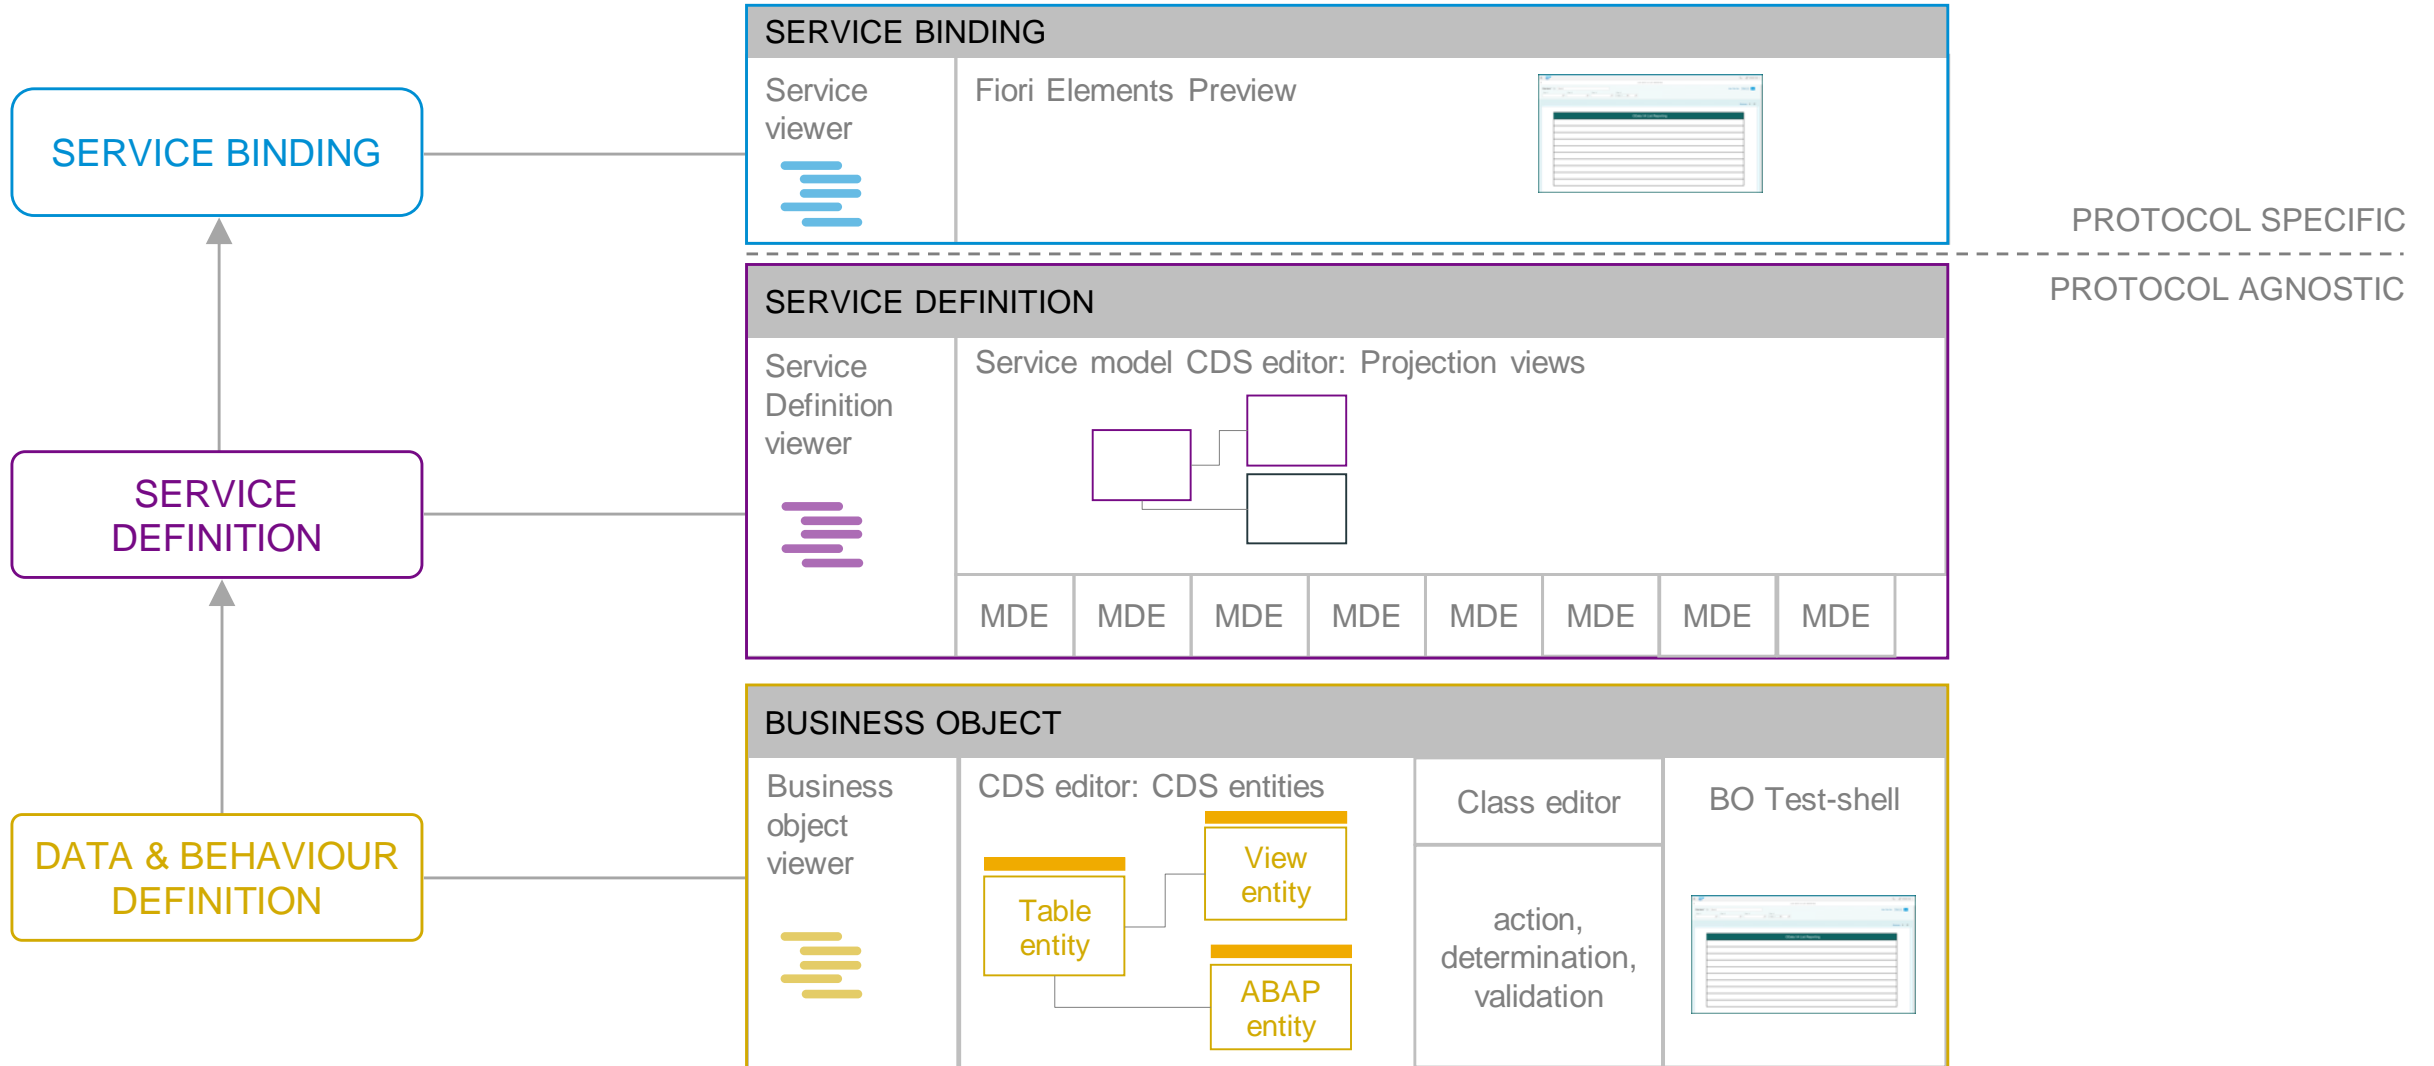 SERVICE BINDING
SERVICE
DEFINITION
DATA & BEHAVIOUR
DEFINITION
SERVICE BINDING
Service
viewer
Fiori Elements Preview
PROTOCOL SPECIFIC
PROTOCOL AGNOSTIC
SERVICE DEFINITION
Service
Definition
viewer
Service model CDS editor: Projection views
MDE MDE MDE MDE MDE MDE MDE MDE
BUSINESS OBJECT
Business
object
viewer
CDS editor: CDS entities
Table
entity
View
entity
ABAP
entity
Class editor
action,
determination,
validation
BO Test-shell